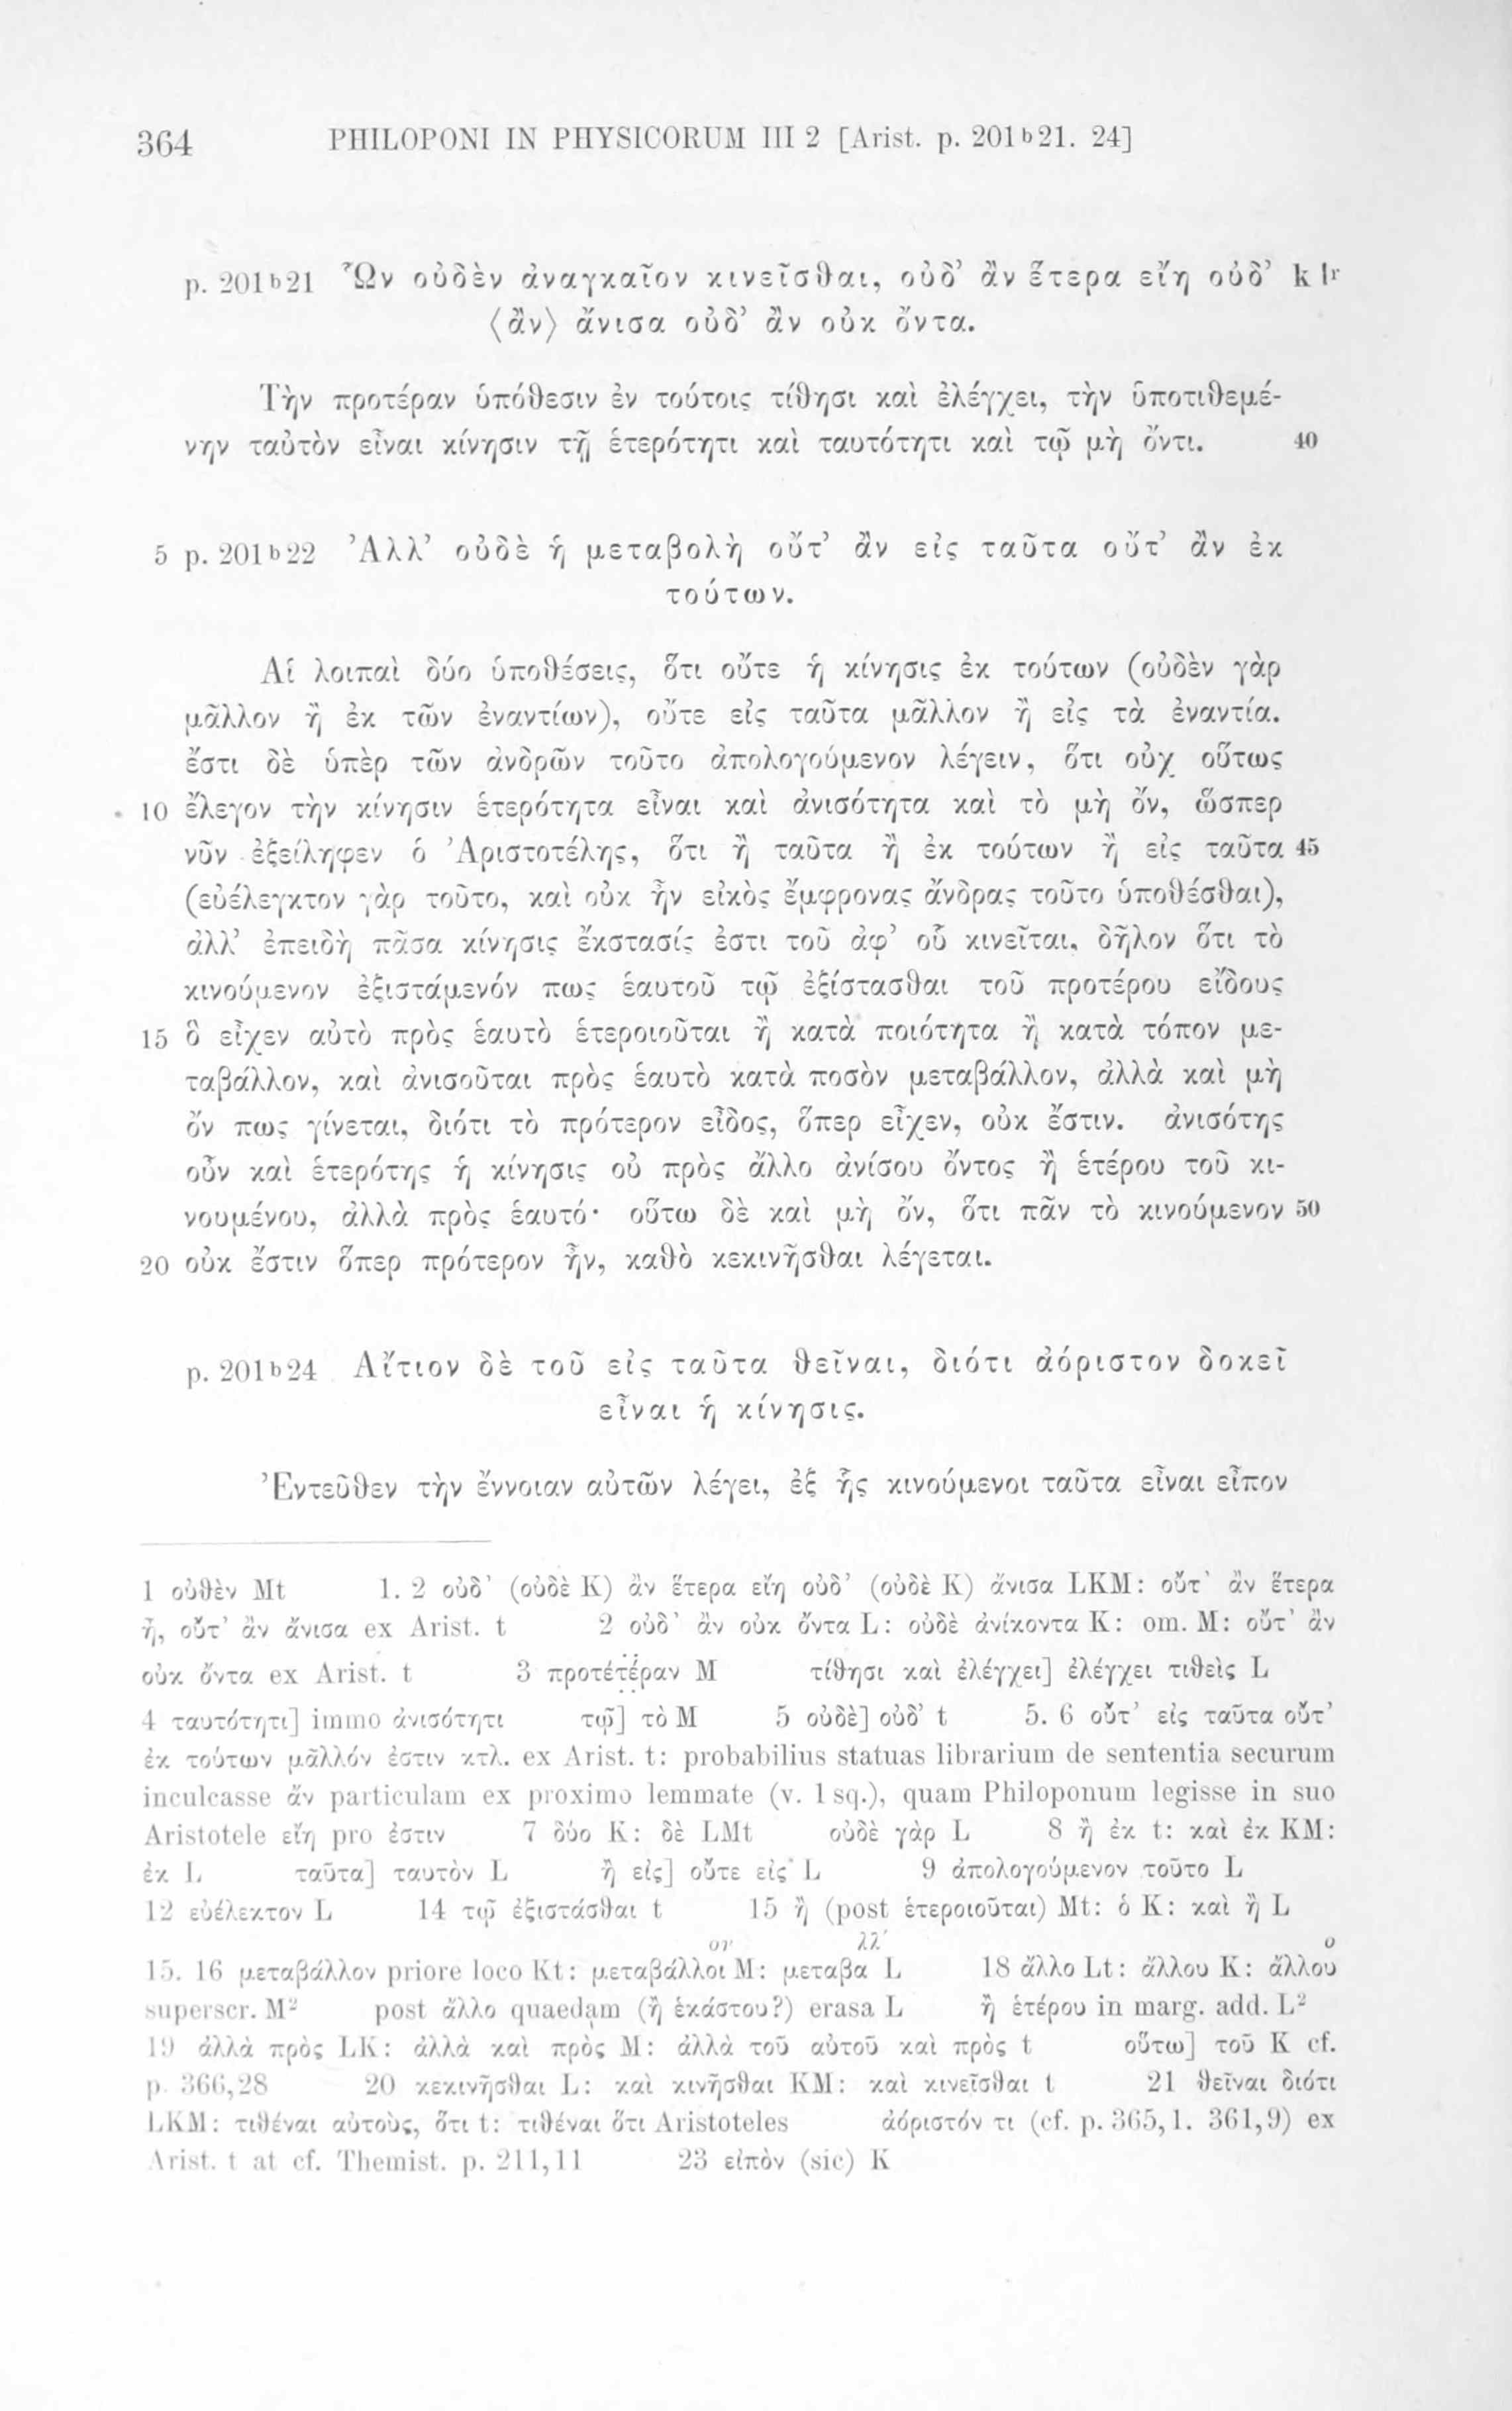 364 PHILOPONI IN PHYSICORUM III 2 [Arist. p. 201b21. 24]
p. 201b21 Ὧν οὐδὲν ἀναγκαῖον κινεῖσθαι, οὐδ’ ἂν ἕτερα εἴη οὐδ’ k Ir
⟨ἂν⟩ ἄνισα οὐδ’ ἂν οὐκ ὄντα.
Τὴν προτέραν ὑπόθεσιν ἐν τούτοις τίθησι καὶ ἐλέγχει, τὴν ὑποτιθεμέ-
νην ταὐτὸν εἶναι κίνησιν τῇ ἑτερότητι καὶ ταυτότητι καὶ τῷ μὴ ὄντι. 40
5 p. 201b22 Ἀλλ’ οὐδὲ ἡ μεταβολὴ οὔτ’ ἂν εἰς ταῦτα οὔτ’ ἂν ἐκ
τούτων.
Αἱ λοιπαὶ δύο ὑποθέσεις, ὅτι οὔτε ἡ κίνησις ἐκ τούτων (οὐδὲν γὰρ
μᾶλλον ἢ ἐκ τῶν ἐναντίων), οὔτε εἰς ταῦτα μᾶλλον ἢ εἰς τὰ ἐναντία.
ἔστι δὲ ὑπὲρ τῶν ἀνδρῶν τοῦτο ἀπολογούμενον λέγειν, ὅτι οὐχ οὕτως
10 ἔλεγον τὴν κίνησιν ἑτερότητα εἶναι καὶ ἀνισότητα καὶ τὸ μὴ ὄν, ὥσπερ
νῦν ἐξείληφεν ὁ Ἀριστοτέλης, ὅτι ἢ ταῦτα ἢ ἐκ τούτων ἢ εἰς ταῦτα 45
(εὐέλεγκτον γὰρ τοῦτο, καὶ οὐκ ἦν εἰκὸς ἔμφρονας ἄνδρας τοῦτο ὑποθέσθαι),
ἀλλ’ ἐπειδὴ πᾶσα κίνησις ἔκστασίς ἐστι τοῦ ἀφ’ οὗ κινεῖται, δῆλον ὅτι τὸ
κινούμενον ἐξιστάμενόν πως ἑαυτοῦ τῷ ἐξίστασθαι τοῦ προτέρου εἴδους
15 ὃ εἶχεν αὐτὸ πρὸς ἑαυτὸ ἑτεροιοῦται ἢ κατὰ ποιότητα ἢ κατὰ τόπον με-
ταβάλλον, καὶ ἀνισοῦται πρὸς ἑαυτὸ κατὰ ποσὸν μεταβάλλον, ἀλλὰ καὶ μὴ
ὄν πως γίνεται, διότι τὸ πρότερον εἶδος, ὅπερ εἶχεν, οὐκ ἔστιν. ἀνισότης
οὖν καὶ ἑτερότης ἡ κίνησις οὐ πρὸς ἄλλο ἀνίσου ὄντος ἢ ἑτέρου τοῦ κι-
νουμένου, ἀλλὰ πρὸς ἑαυτό· οὕτω δὲ καὶ μὴ ὄν, ὅτι πᾶν τὸ κινούμενον 50
20 οὐκ ἔστιν ὅπερ πρότερον ἦν, καθὸ κεκινῆσθαι λέγεται.
p. 201b24 Αἴτιον δὲ τοῦ εἰς ταῦτα θεῖναι, διότι ἀόριστον δοκεῖ
εἶναι ἡ κίνησις.
Ἐντεῦθεν τὴν ἔννοιαν αὐτῶν λέγει, ἐξ ἧς κινούμενοι ταῦτα εἶναι εἶπον
1 οὐθὲν Mt 1. 2 οὐδ’ (οὐδὲ K) ἂν ἕτερα εἴη οὐδ’ (οὐδὲ K) ἄνισα LKM: οὔτ’ ἂν ἕτερα
ᾖ, οὔτ’ ἂν ἄνισα ex Arist. t 2 οὐδ’ ἂν οὐκ ὄντα L: οὐδὲ ἀνίκοντα K: om. M: οὔτ’ ἂν
οὐκ ὄντα ex Arist. t 3 προτέτέραν M τίθησι καὶ ἐλέγχει] ἐλέγχει τιθεὶς L
4 ταυτότητι] immo ἀνισότητι τῷ] τὸ M 5 οὐδὲ] οὐδ’ t 5. 6 οὔτ’ εἰς ταῦτα οὔτ’
ἐκ τούτων μᾶλλόν ἐστιν κτλ. ex Arist. t: probabilius statuas librarium de sententia securum
inculcasse ἄν particulam ex proximo lemmate (v. 1 sq.), quam Philoponum legisse in suo
Aristotele εἴη pro ἐστιν 7 δύο K: δὲ LMt οὐδὲ γὰρ L 8 ἢ ἐκ t: καὶ ἐκ KM:
ἐκ L ταῦτα] ταυτὸν L ἢ εἰς] οὔτε εἰς L 9 ἀπολογούμενον τοῦτο L
12 εὐέλεκτον L 14 τῷ ἐξιστάσθαι t 15 ἢ (post ἑτεροιοῦται) Mt: ὁ K: καὶ ἢ L
ον λλ ο
15. 16 μεταβάλλον priore loco Kt: μεταβάλλοι M: μεταβα L 18 ἄλλο Lt: ἄλλου K: ἄλλου
superscr. M2 post ἄλλο quaedam (ἢ ἑκάστου?) erasa L ἢ ἑτέρου in marg. add. L2
19 ἀλλὰ πρὸς LK: ἀλλὰ καὶ πρὸς M: ἀλλὰ τοῦ αὐτοῦ καὶ πρὸς t οὕτω] τοῦ K cf.
p. 366,28 20 κεκινῆσθαι L: καὶ κινῆσθαι KM: καὶ κινεῖσθαι t 21 θεῖναι διότι
LKM: τιθέναι αὐτοὺς, ὅτι t: τιθέναι ὅτι Aristoteles ἀόριστόν τι (cf. p. 365,1. 361,9) ex
Arist. t at cf. Themist. p. 211,11 23 εἰπὸν (sic) K